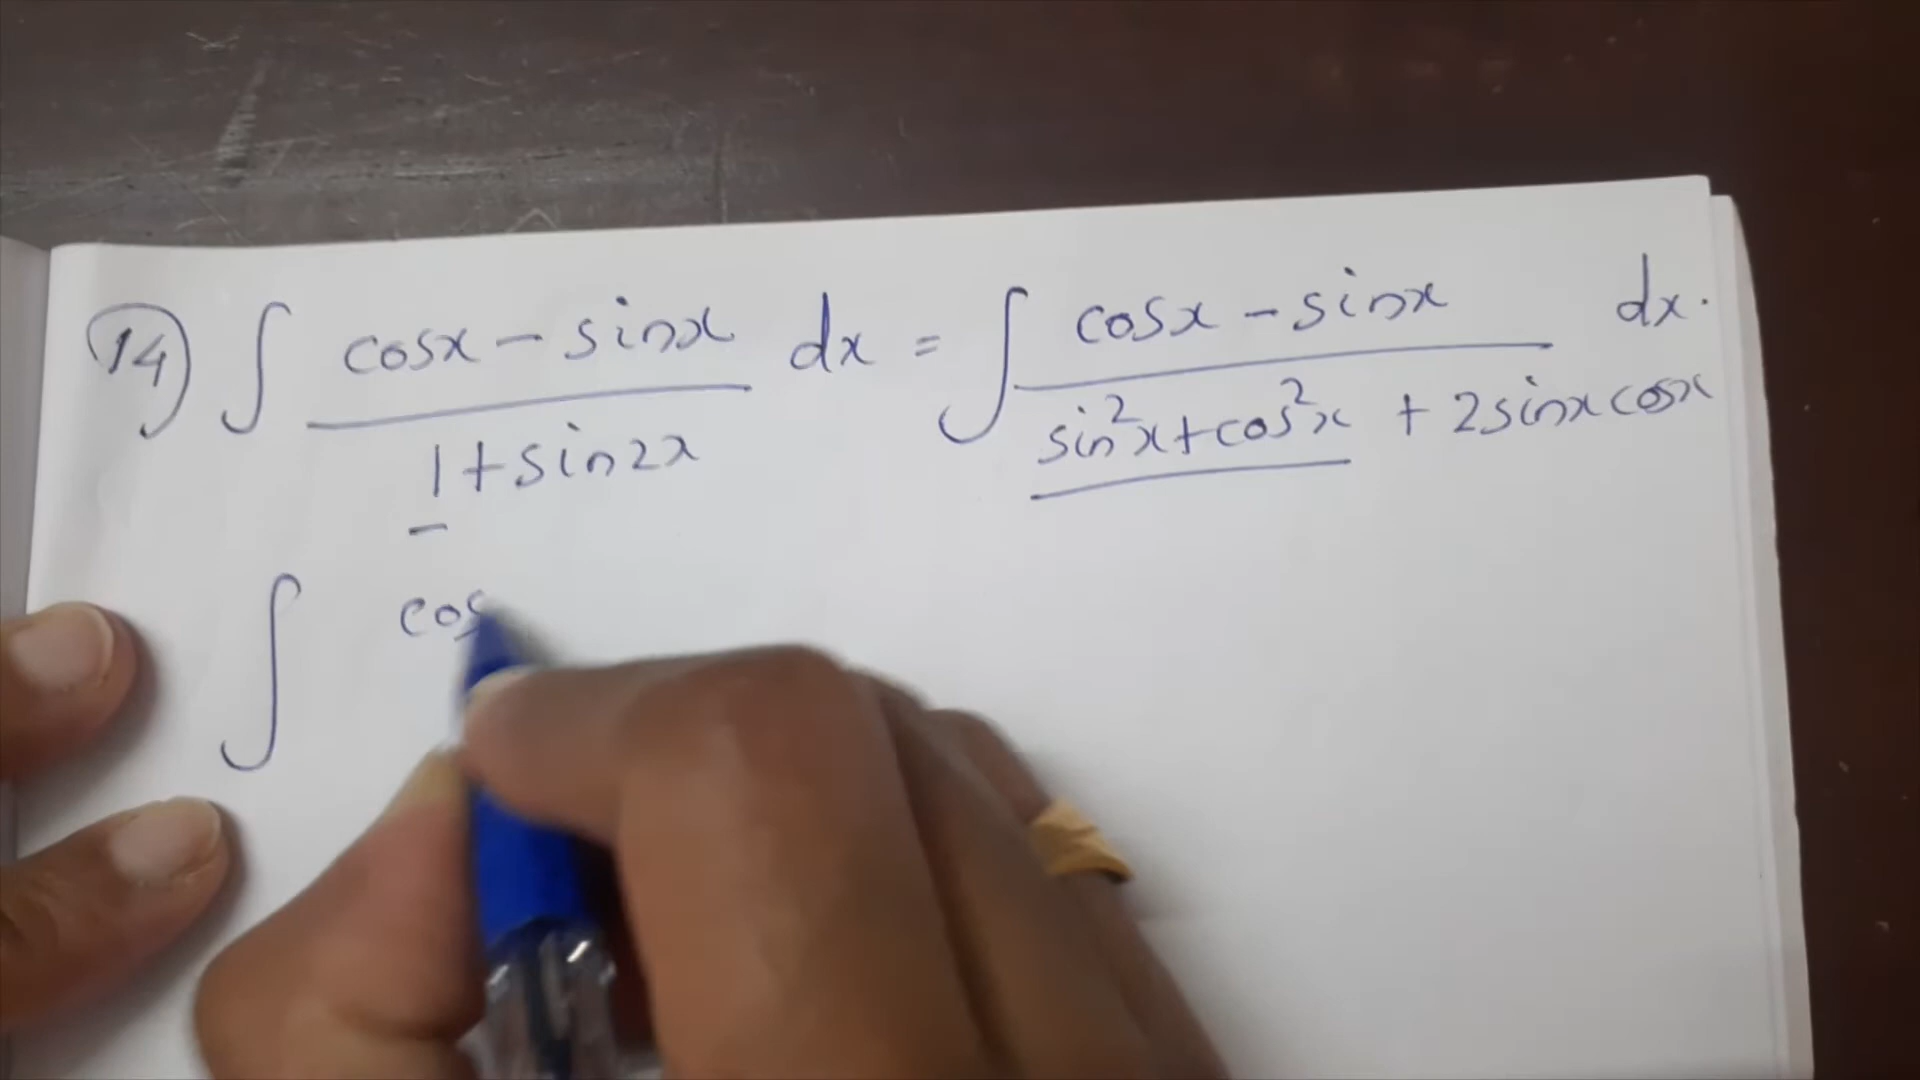 14) ∫ (cosx - sinx)/(1 + sin2x) dx = ∫ (cosx - sinx)/(sin²x + cos²x + 2sinx cosx) dx.
∫ cos